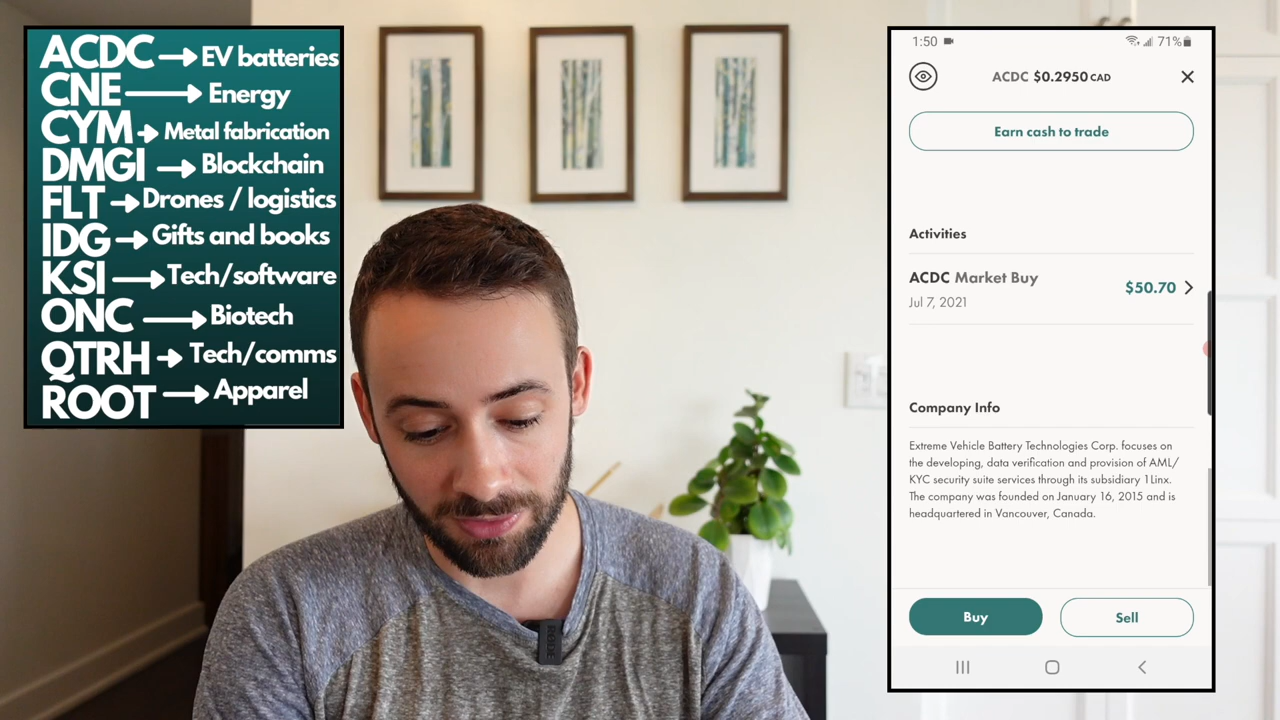 ACDC → EV batteries
CNE → Energy
CYM → Metal fabrication
DMGI → Blockchain
FLT → Drones / logistics
IDG → Gifts and books
KSI → Tech/software
ONC → Biotech
QTRH → Tech/comms
ROOT → Apparel
1:50 71%
ACDC $0.2950 CAD
Earn cash to trade
Activities
ACDC Market Buy
$50.70
Jul 7, 2021
Company Info
Extreme Vehicle Battery Technologies Corp. focuses on
the developing, data verification and provision of AML/
KYC security suite services through its subsidiary 1Linx.
The company was founded on January 16, 2015 and is
headquartered in Vancouver, Canada.
Buy Sell